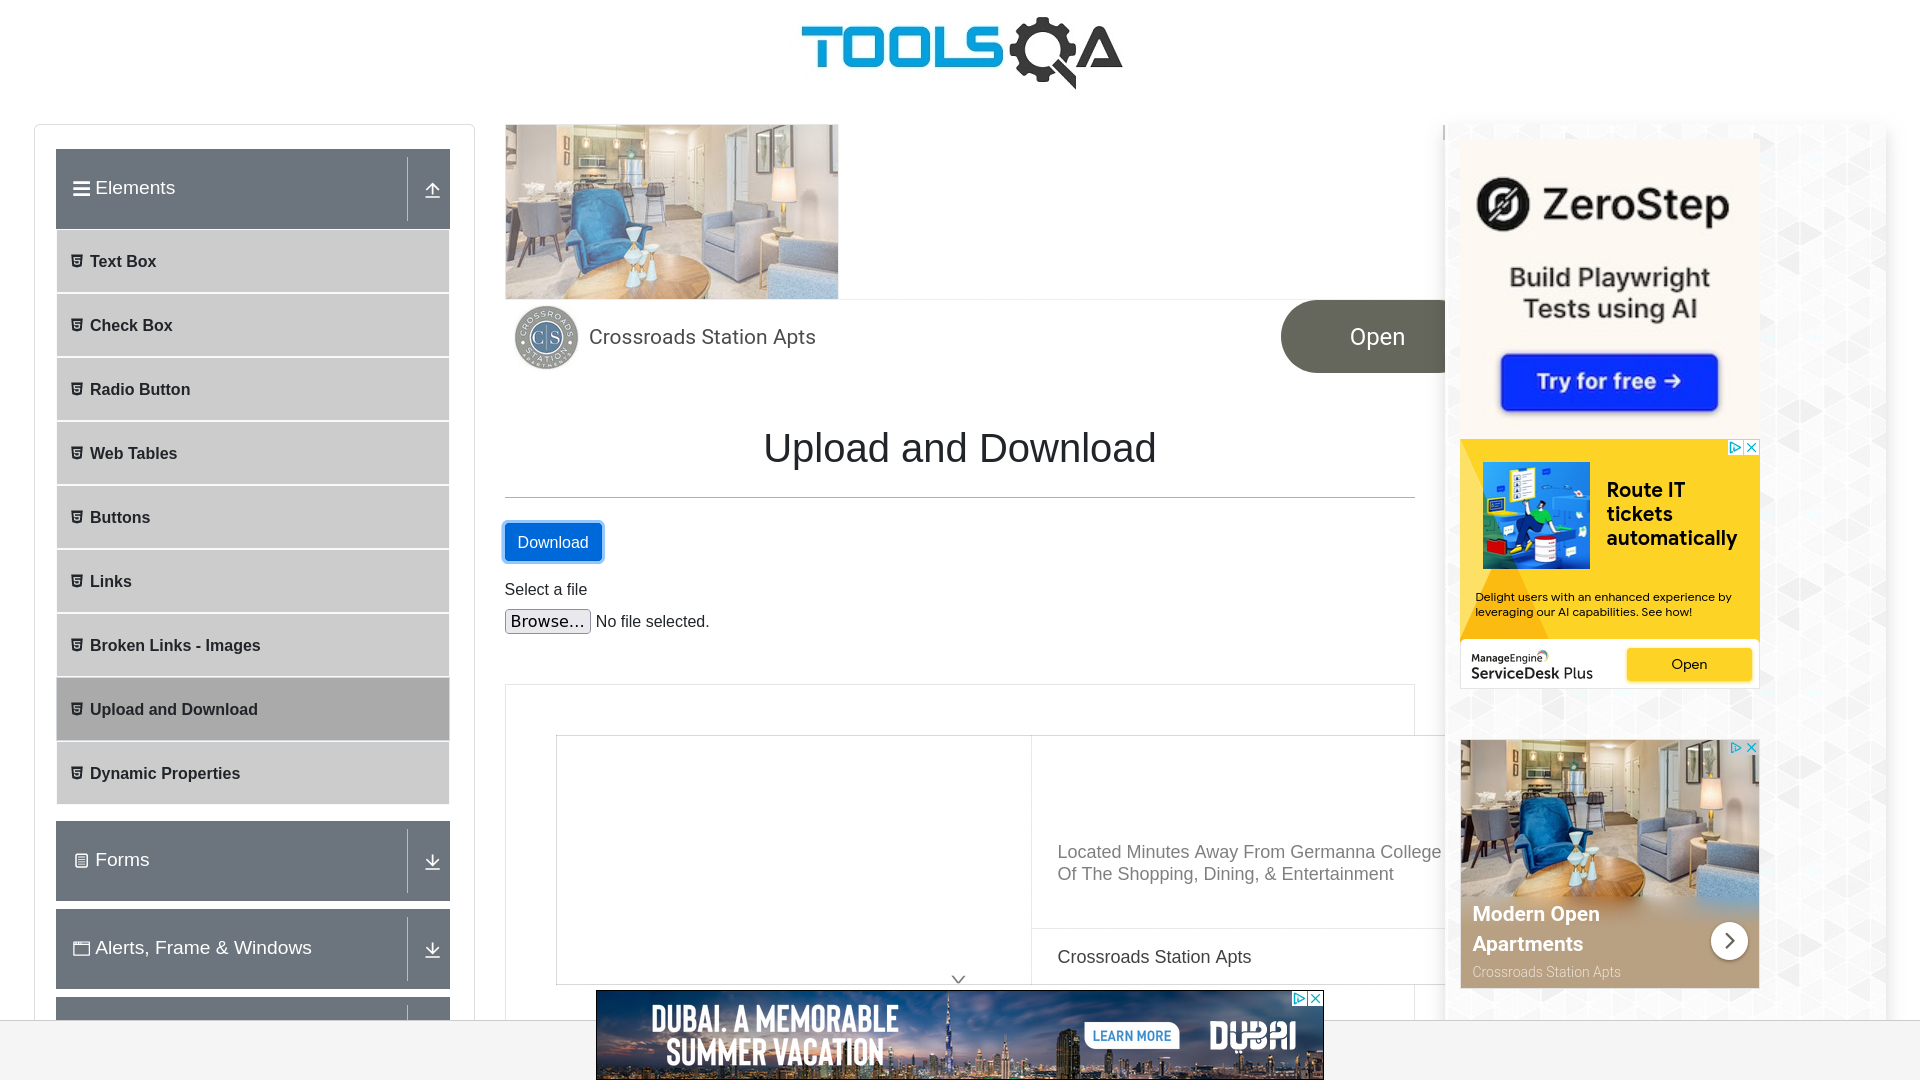 TOOLSQA
Elements
Text Box
Check Box
Radio Button
Web Tables
Buttons
Links
Broken Links - Images
Upload and Download
Dynamic Properties
Forms
Alerts, Frame & Windows
Crossroads Station Apts
Open
CROSSROADS
CS
STATION
APARTMENTS
Upload and Download
Download
Select a file
Browse... No file selected.
Located Minutes Away From Germanna College
Of The Shopping, Dining, & Entertainment
Crossroads Station Apts
ZeroStep
Build Playwright
Tests using AI
Try for free →
Route IT
tickets
automatically
Delight users with an enhanced experience by
leveraging our AI capabilities. See how!
ManageEngine
ServiceDesk Plus
Open
Modern Open
Apartments
Crossroads Station Apts
DUBAI. A MEMORABLE
SUMMER VACATION
LEARN MORE
DUBAI